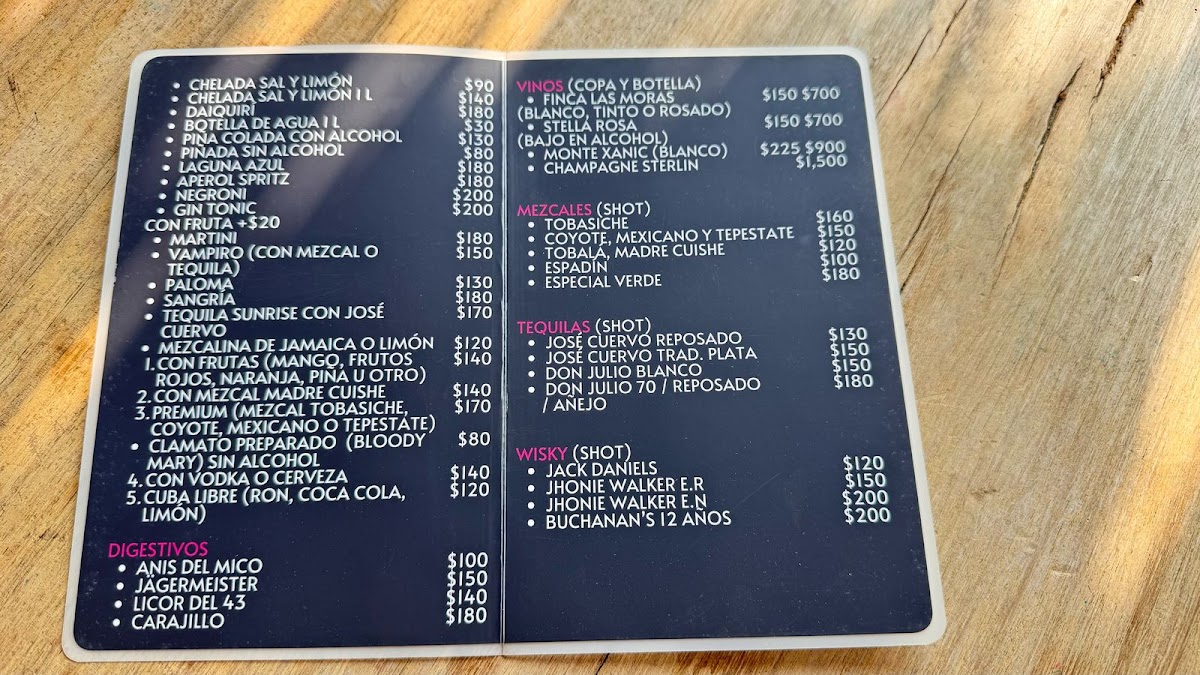 • CHELADA SAL Y LIMÓN $90
• CHELADA SAL Y LIMÓN 1 L $140
• DAIQUIRI $180
• BOTELLA DE AGUA 1 L $30
• PIÑA COLADA CON ALCOHOL $130
• PIÑADA SIN ALCOHOL $80
• LAGUNA AZUL $180
• APEROL SPRITZ $180
• NEGRONI $200
• GIN TONIC $200
CON FRUTA +$20
• MARTINI $180
• VAMPIRO (CON MEZCAL O $150
TEQUILA)
• PALOMA $130
• SANGRÍA $180
• TEQUILA SUNRISE CON JOSÉ $170
CUERVO
• MEZCALINA DE JAMAICA O LIMÓN $120
1. CON FRUTAS (MANGO, FRUTOS $140
ROJOS, NARANJA, PIÑA U OTRO)
2. CON MEZCAL MADRE CUISHE $140
3. PREMIUM (MEZCAL TOBASICHE, $170
COYOTE, MEXICANO O TEPESTATE)
• CLAMATO PREPARADO (BLOODY $80
MARY) SIN ALCOHOL
4. CON VODKA O CERVEZA $140
5. CUBA LIBRE (RON, COCA COLA, $120
LIMÓN)
DIGESTIVOS
• ANIS DEL MICO $100
• JÄGERMEISTER $150
• LICOR DEL 43 $140
• CARAJILLO $180
VINOS (COPA Y BOTELLA)
• FINCA LAS MORAS $150 $700
(BLANCO, TINTO O ROSADO)
• STELLA ROSA $150 $700
(BAJO EN ALCOHOL)
• MONTE XANIC (BLANCO) $225 $900
• CHAMPAGNE STERLIN $1,500
MEZCALES (SHOT)
• TOBASICHE $160
• COYOTE, MEXICANO Y TEPESTATE $150
• TOBALÁ, MADRE CUISHE $120
• ESPADÍN $100
• ESPECIAL VERDE $180
TEQUILAS (SHOT)
• JOSÉ CUERVO REPOSADO $130
• JOSÉ CUERVO TRAD. PLATA $150
• DON JULIO BLANCO $150
• DON JULIO 70 / REPOSADO $180
/ AÑEJO
WISKY (SHOT)
• JACK DANIELS $120
• JHONIE WALKER E.R $150
• JHONIE WALKER E.N $200
• BUCHANAN'S 12 AÑOS $200